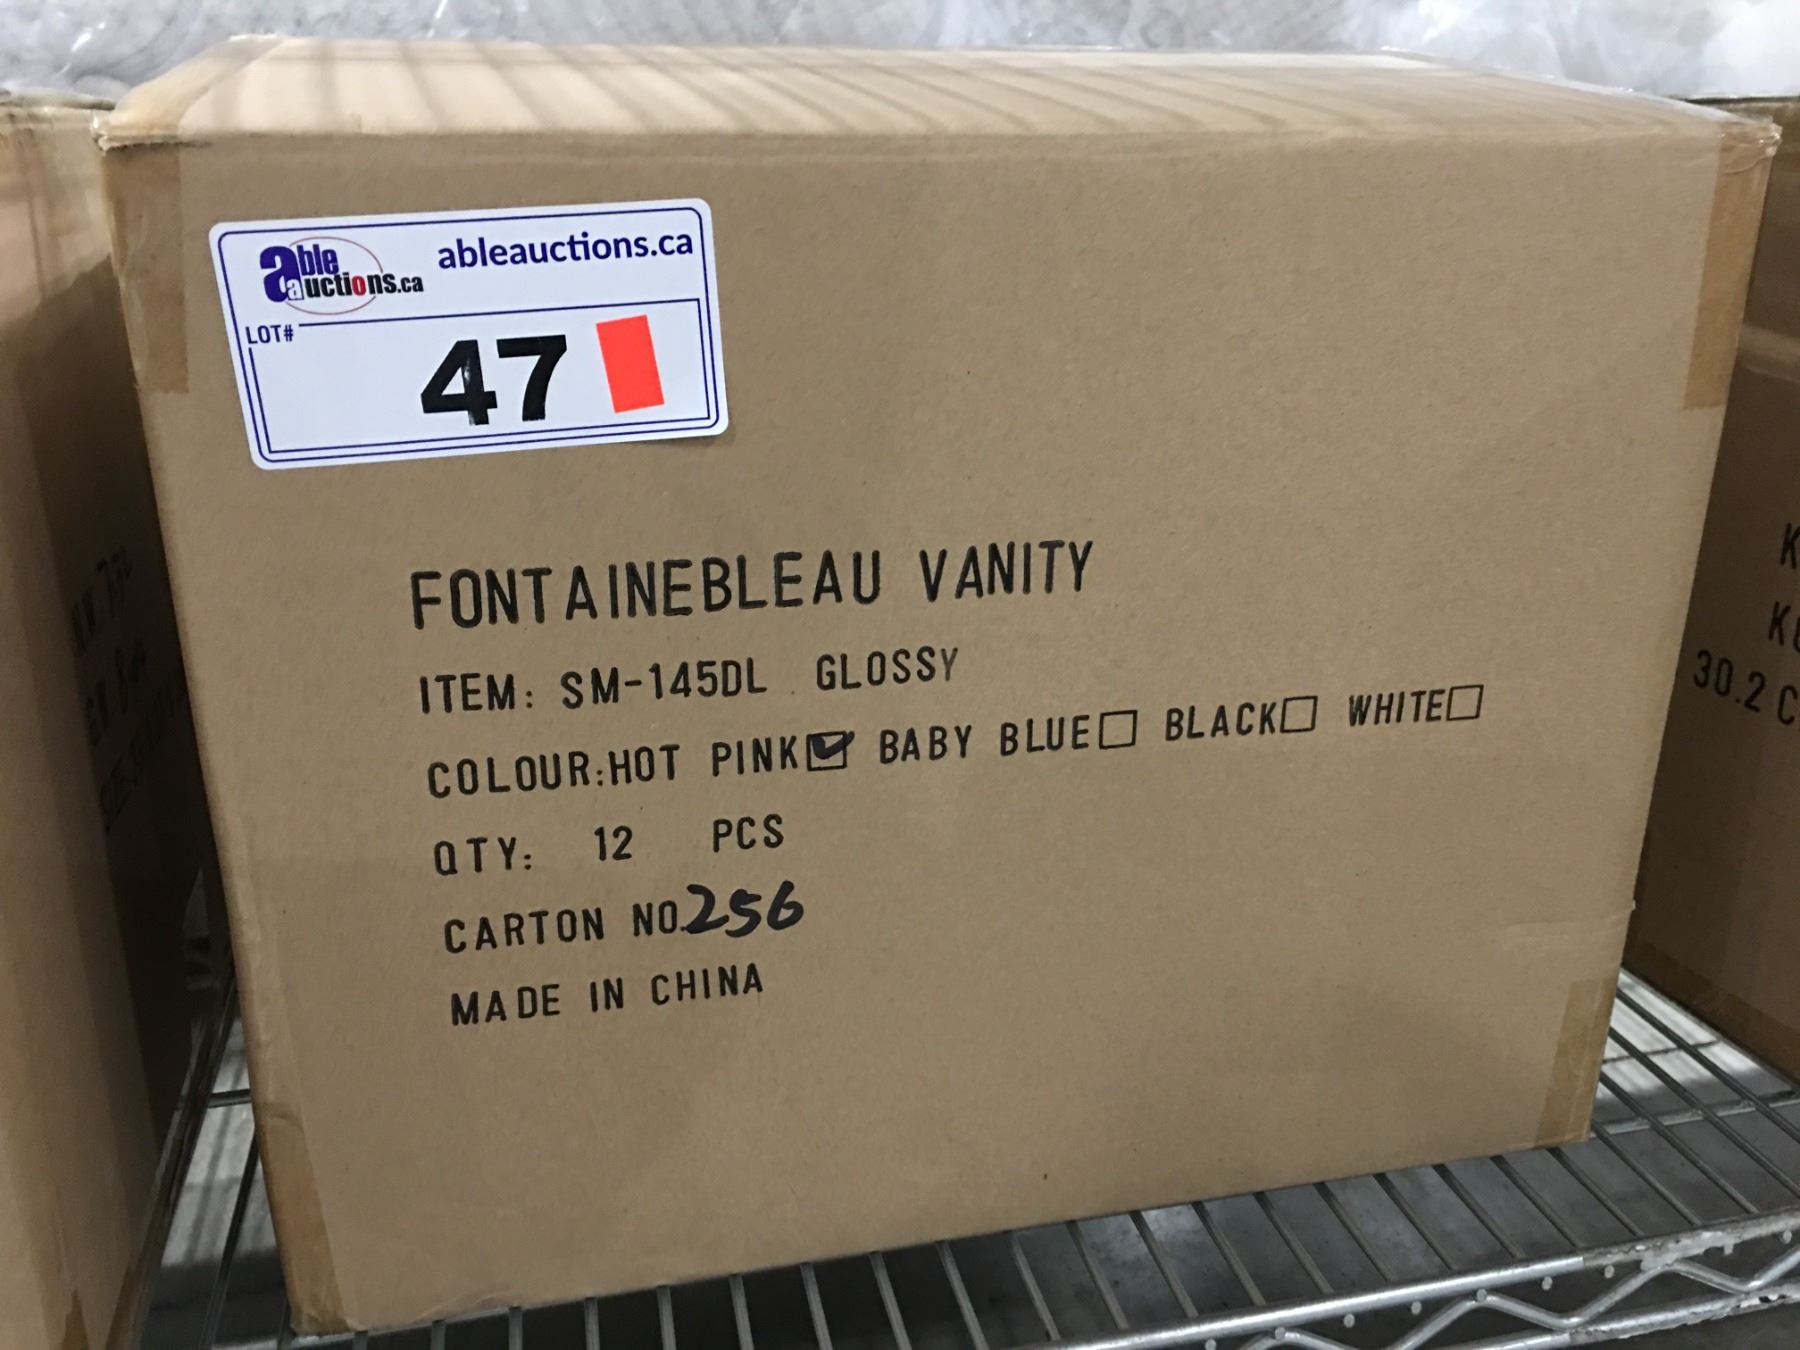 able auctions.ca
ableauctions.ca
LOT#
47
FONTAINEBLEAU VANITY
ITEM: SM-145DL GLOSSY
COLOUR:HOT PINK☑ BABY BLUE☐ BLACK☐ WHITE☐
QTY: 12 PCS
CARTON NO.256
MADE IN CHINA
30.2 C